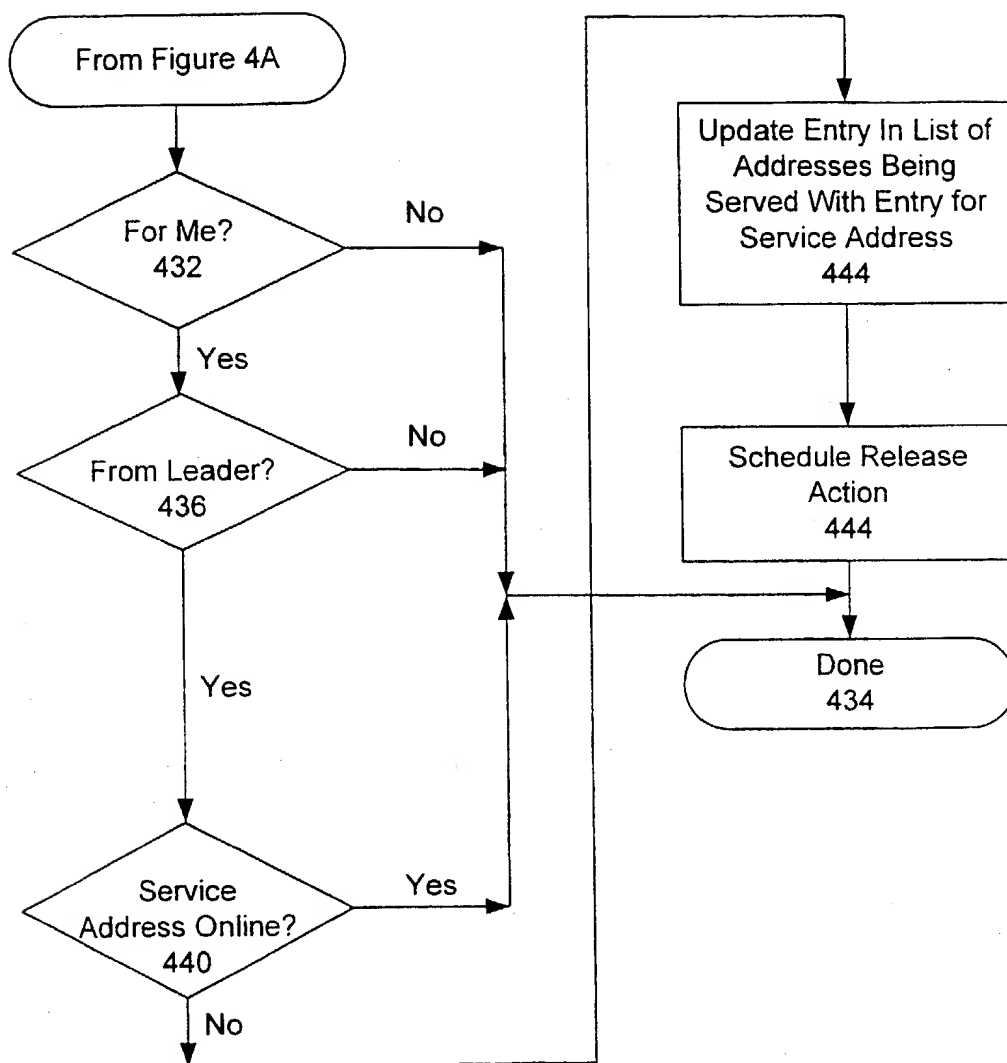 From Figure 4A
For Me?
432
No
Yes
From Leader?
436
No
Yes
Service
Address Online?
440
Yes
No
Update Entry In List of
Addresses Being
Served With Entry for
Service Address
444
Schedule Release
Action
444
Done
434